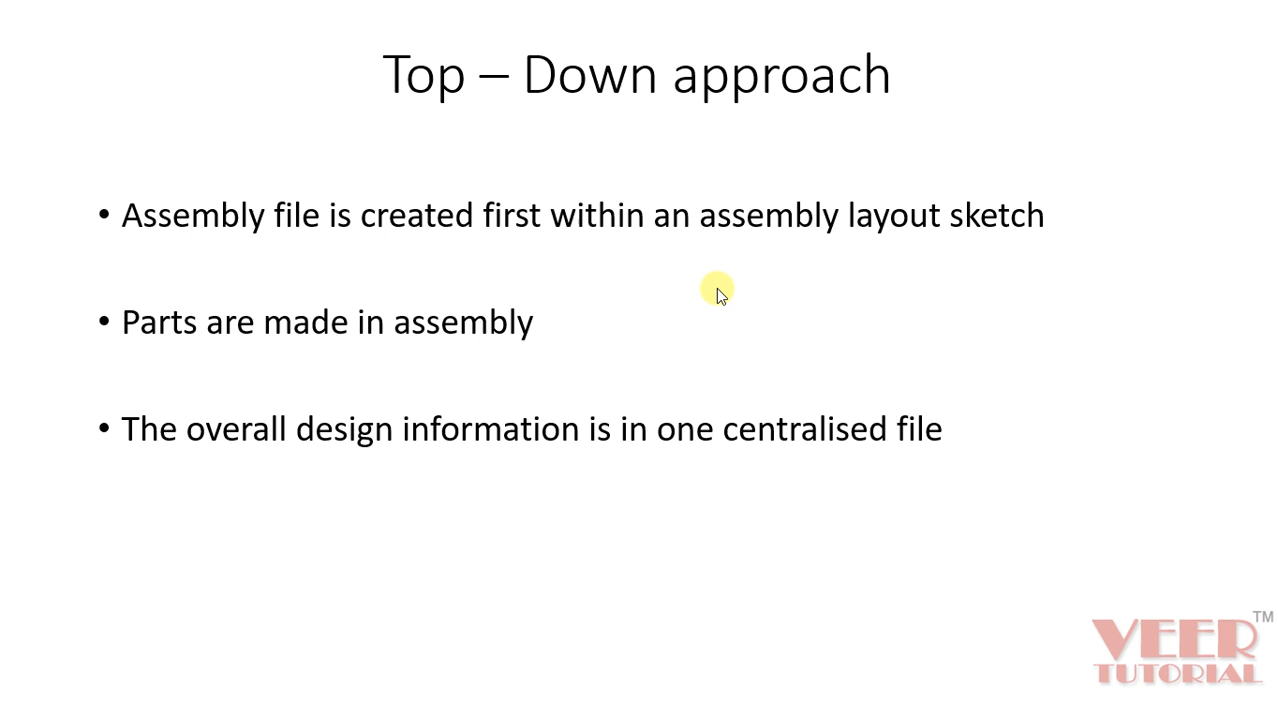 Top – Down approach
• Assembly file is created first within an assembly layout sketch
• Parts are made in assembly
• The overall design information is in one centralised file
VEER TM
TUTORIAL